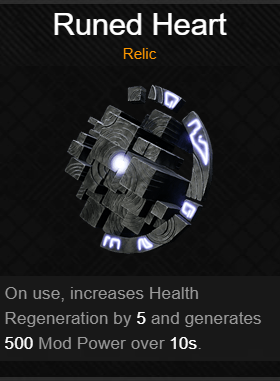 Runed Heart
Relic
On use, increases Health
Regeneration by 5 and generates
500 Mod Power over 10s.